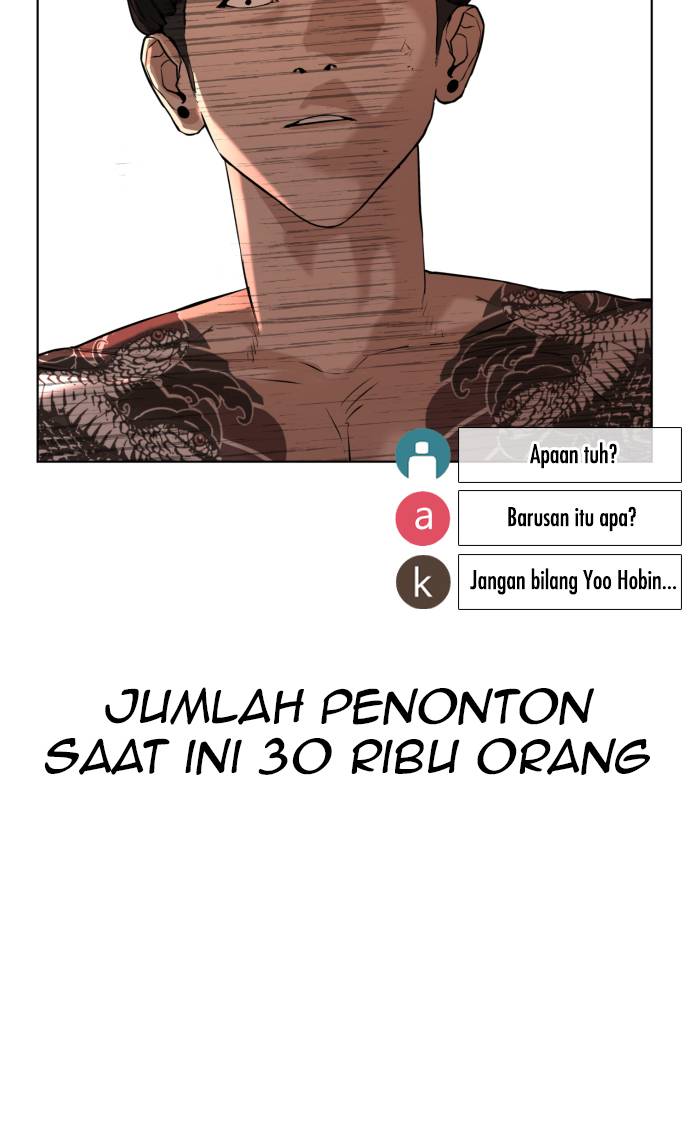 Apaan tuh?
a
Barusan itu apa?
k
Jangan bilang Yoo Hobin...
JUMLAH PENONTON
SAAT INI 30 RIBU ORANG